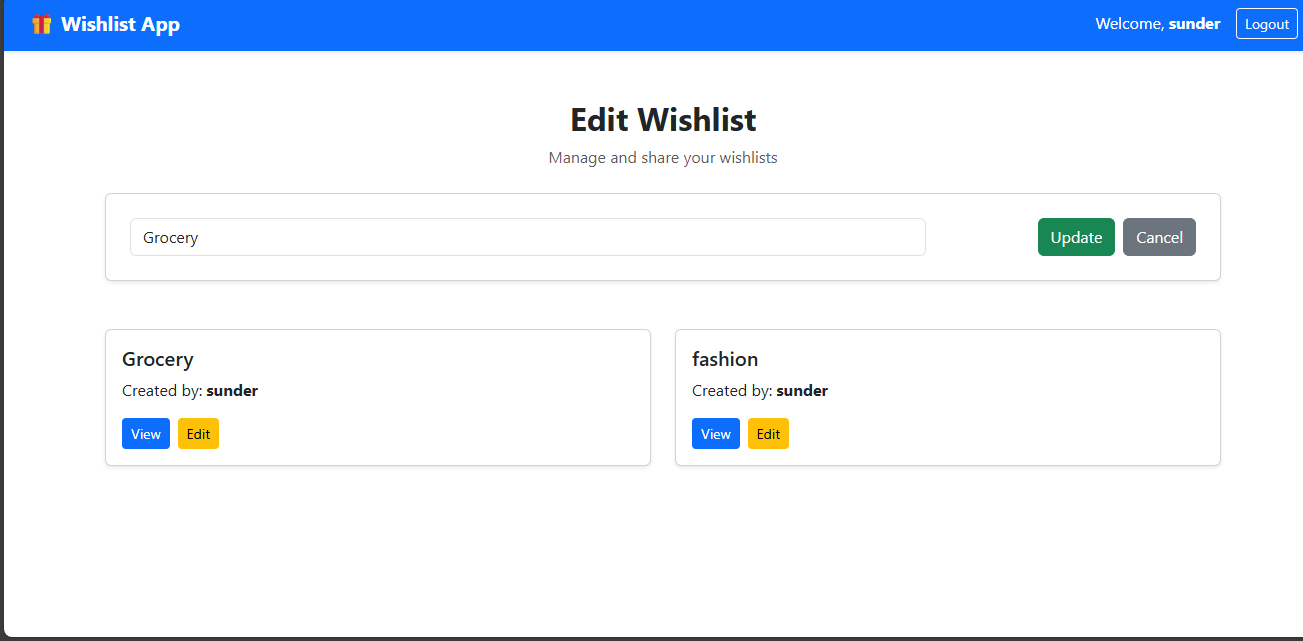 Wishlist App
Welcome, sunder Logout
Edit Wishlist
Manage and share your wishlists
Grocery
Update Cancel
Grocery
Created by: sunder
View Edit
fashion
Created by: sunder
View Edit